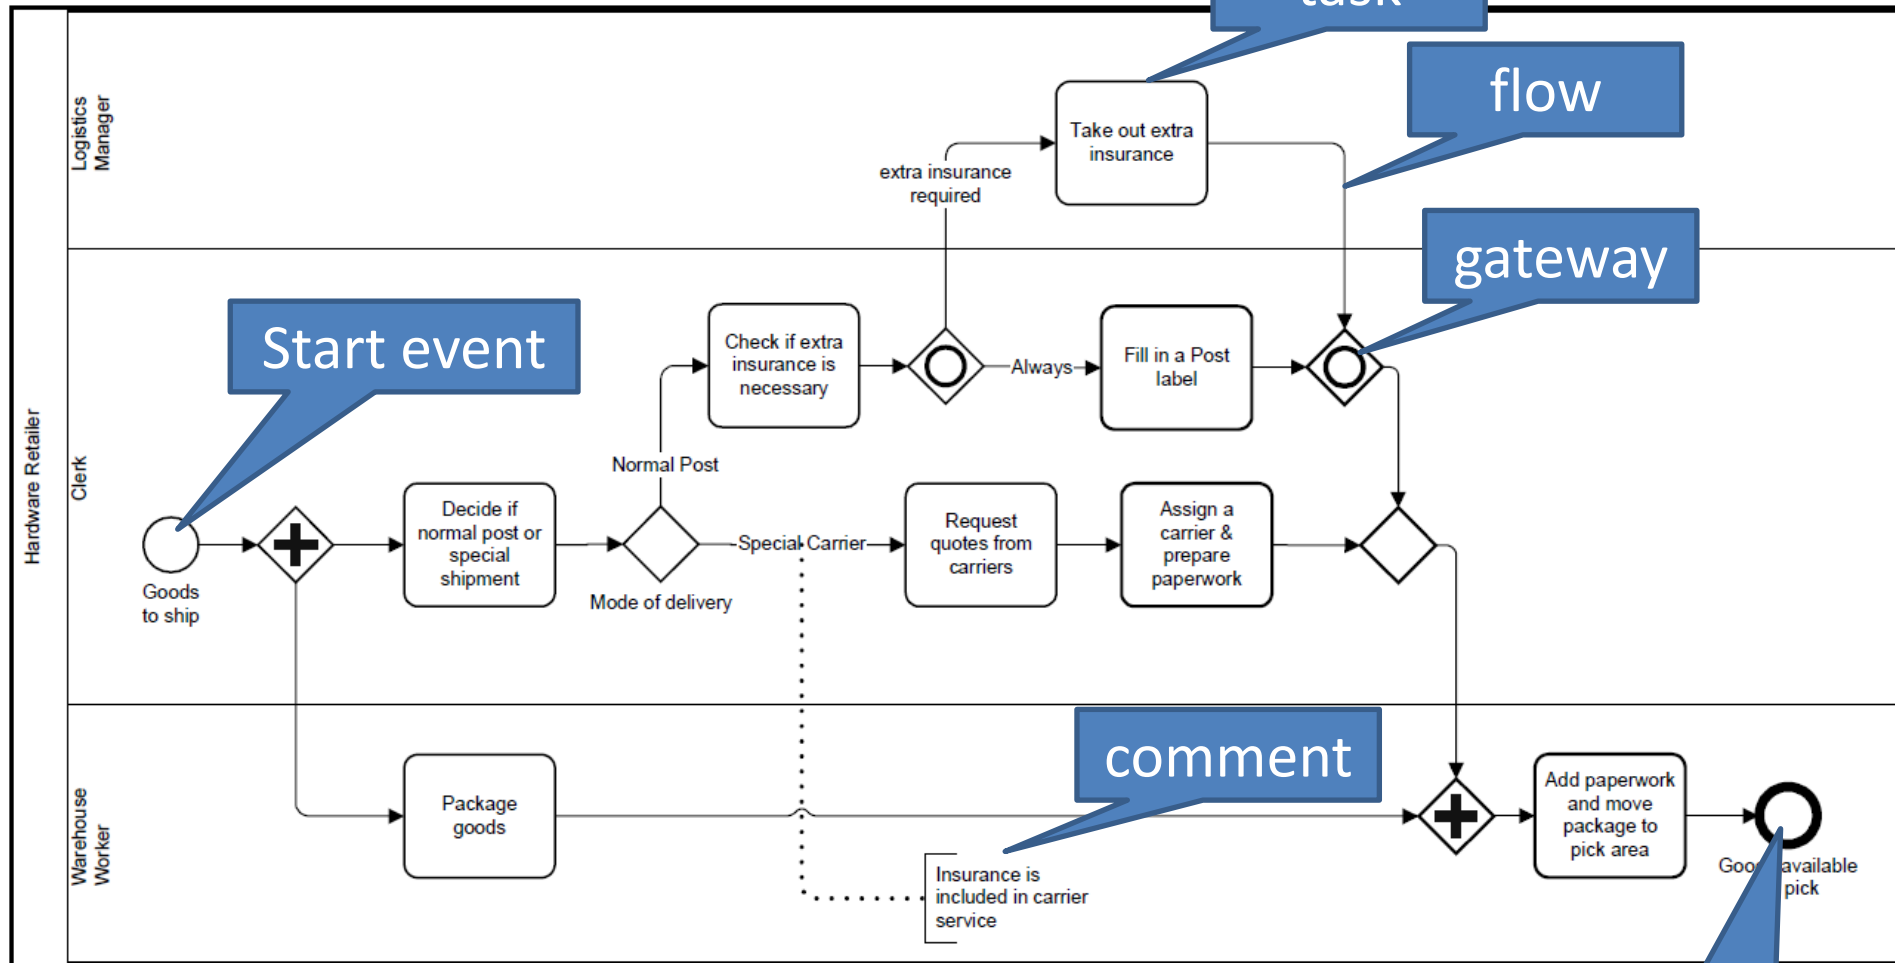 task
flow
gateway
Start event
comment
Hardware Retailer
Logistics
Manager
Clerk
Warehouse
Worker
Take out extra
insurance
extra insurance
required
Check if extra
insurance is
necessary
Always
Fill in a Post
label
Normal Post
Goods
to ship
Decide if
normal post or
special
shipment
Mode of delivery
Special Carrier
Request
quotes from
carriers
Assign a
carrier &
prepare
paperwork
Package
goods
Insurance is
included in carrier
service
Add paperwork
and move
package to
pick area
available
pick